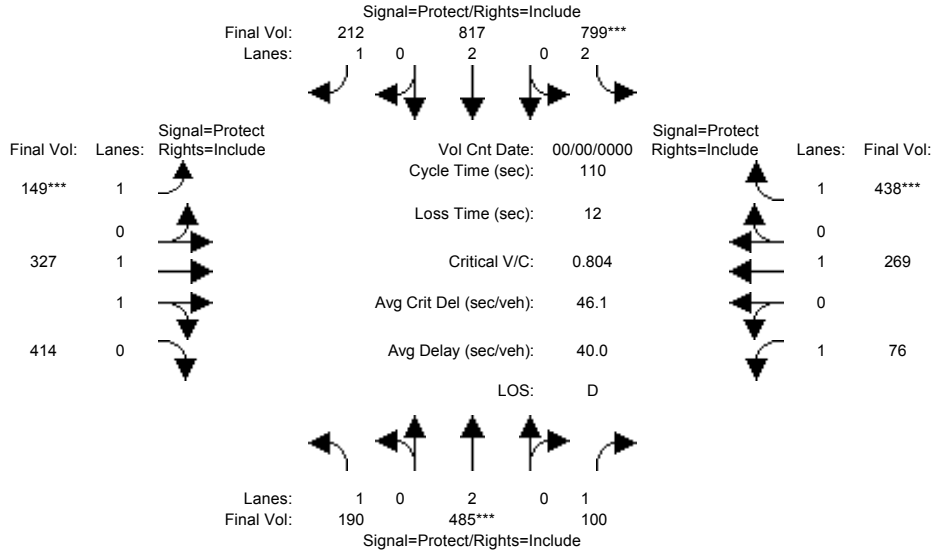 Signal=Protect/Rights=Include
Final Vol: 212 817 799***
Lanes: 1 0 2 0 2
Signal=Protect
Final Vol: Lanes: Rights=Include
Vol Cnt Date: 00/00/0000
Signal=Protect
Rights=Include Lanes: Final Vol:
Cycle Time (sec): 110
149*** 1
1 438***
Loss Time (sec): 12
0
0
327 1
Critical V/C: 0.804
1 269
1
Avg Crit Del (sec/veh): 46.1
0
414 0
Avg Delay (sec/veh): 40.0
1 76
LOS: D
Lanes: 1 0 2 0 1
Final Vol: 190 485*** 100
Signal=Protect/Rights=Include